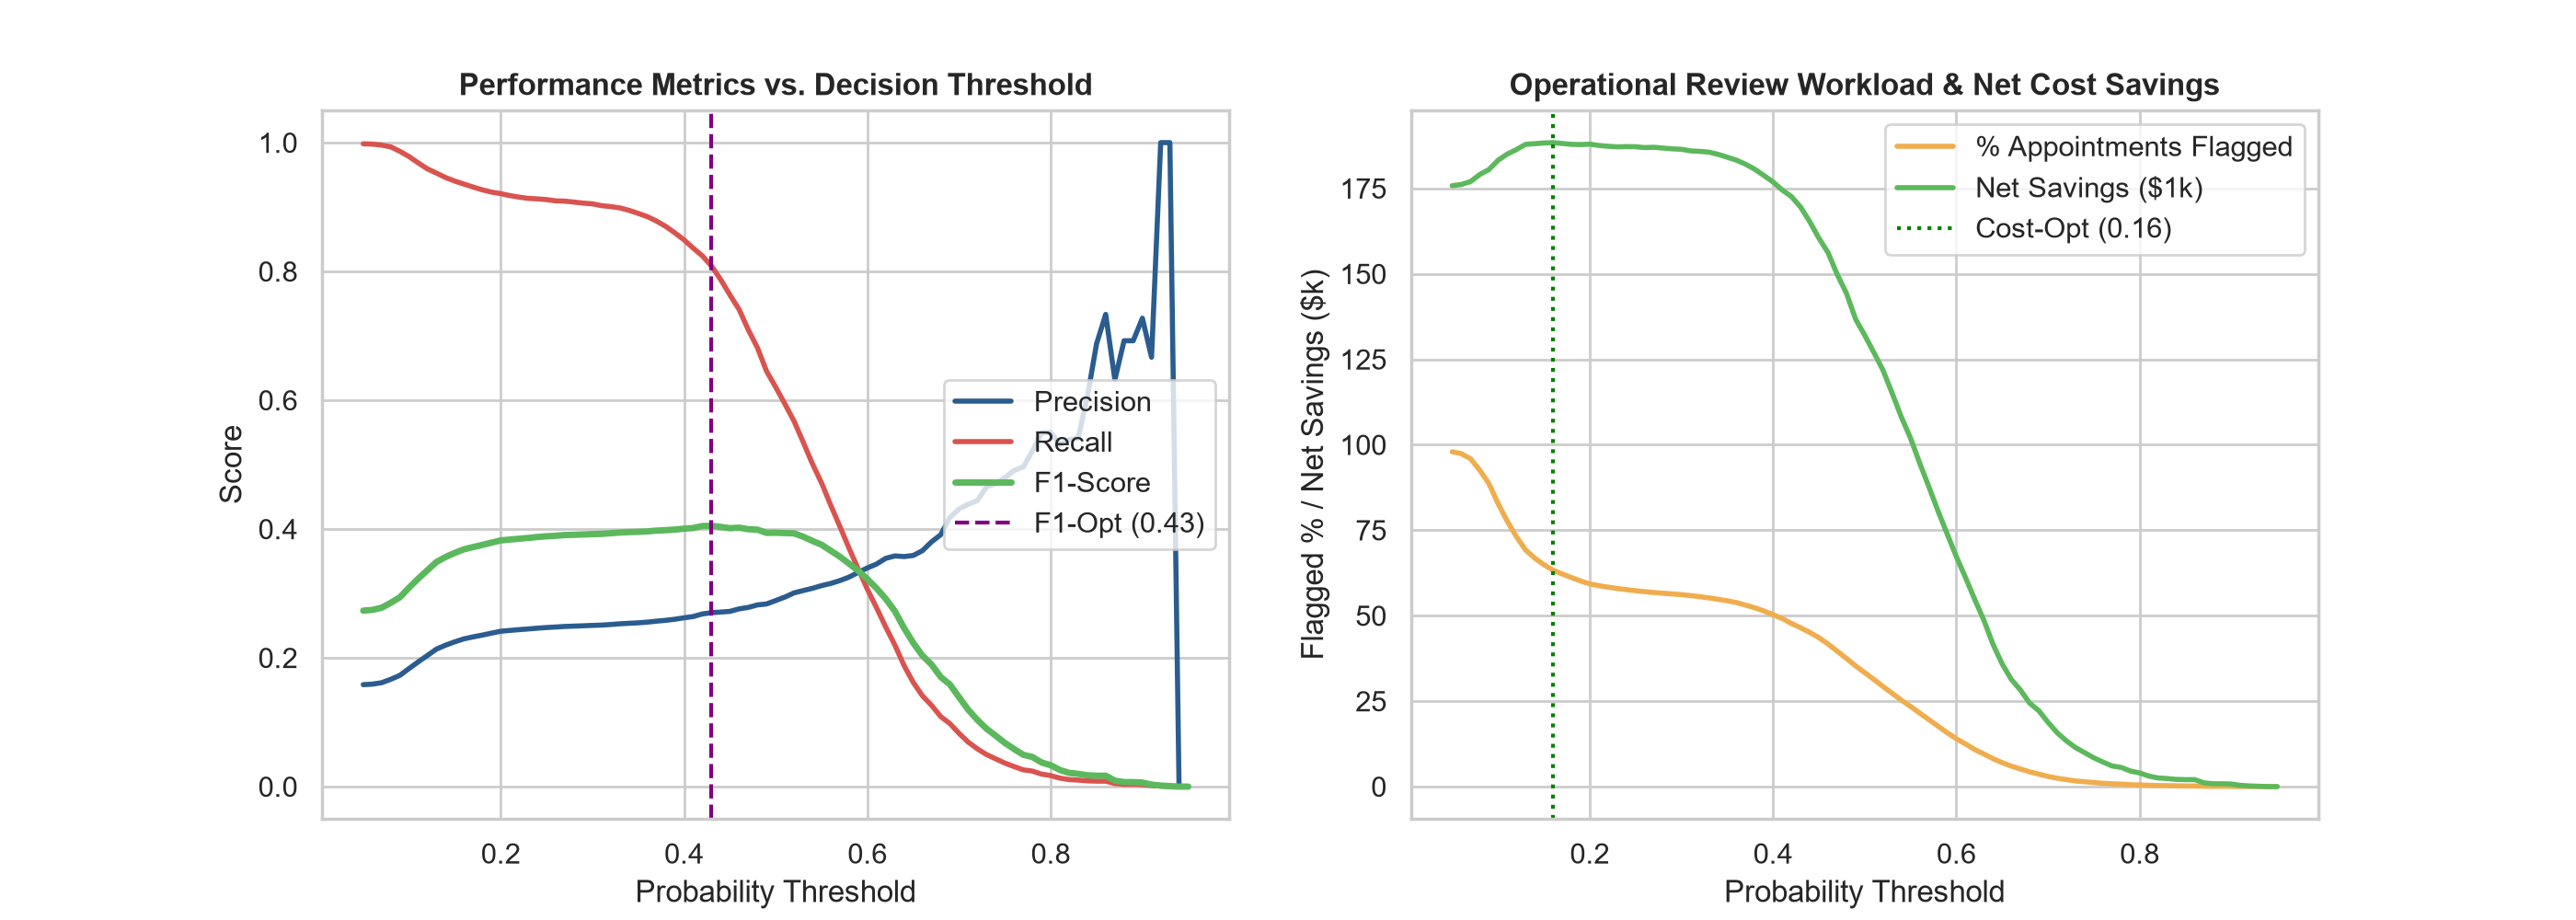 Performance Metrics vs. Decision Threshold
1.0
0.8
0.6
0.4
0.2
0.0
Score
0.2 0.4 0.6 0.8
Probability Threshold
Precision
Recall
F1-Score
F1-Opt (0.43)
Operational Review Workload & Net Cost Savings
175
150
125
100
75
50
25
0
Flagged % / Net Savings ($k)
0.2 0.4 0.6 0.8
Probability Threshold
% Appointments Flagged
Net Savings ($1k)
Cost-Opt (0.16)